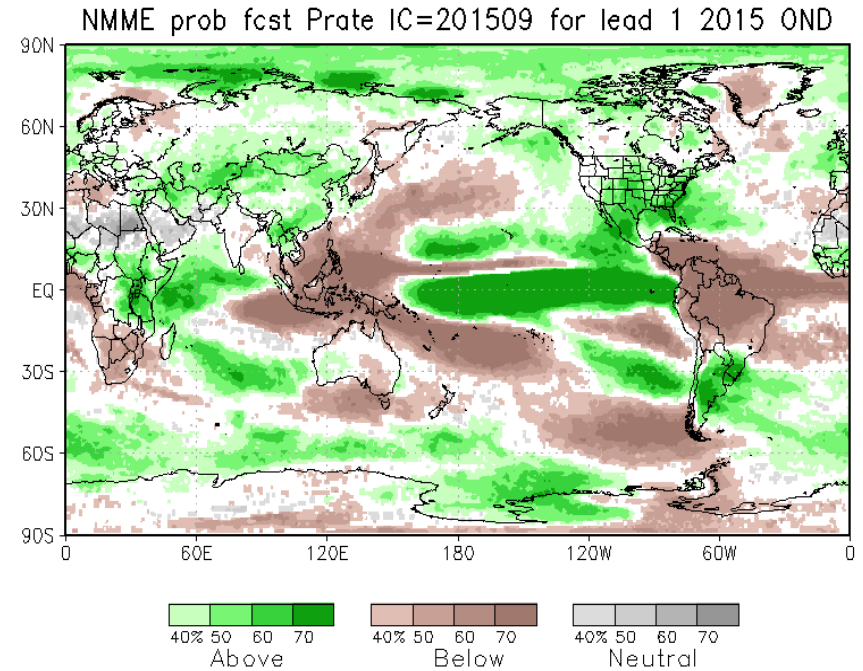 NMME prob fcst Prate IC=201509 for lead 1 2015 OND
90N
60N
30N
EQ
30S
60S
90S
0 60E 120E 180 120W 60W 0
40% 50 60 70 40% 50 60 70 40% 50 60 70
Above Below Neutral